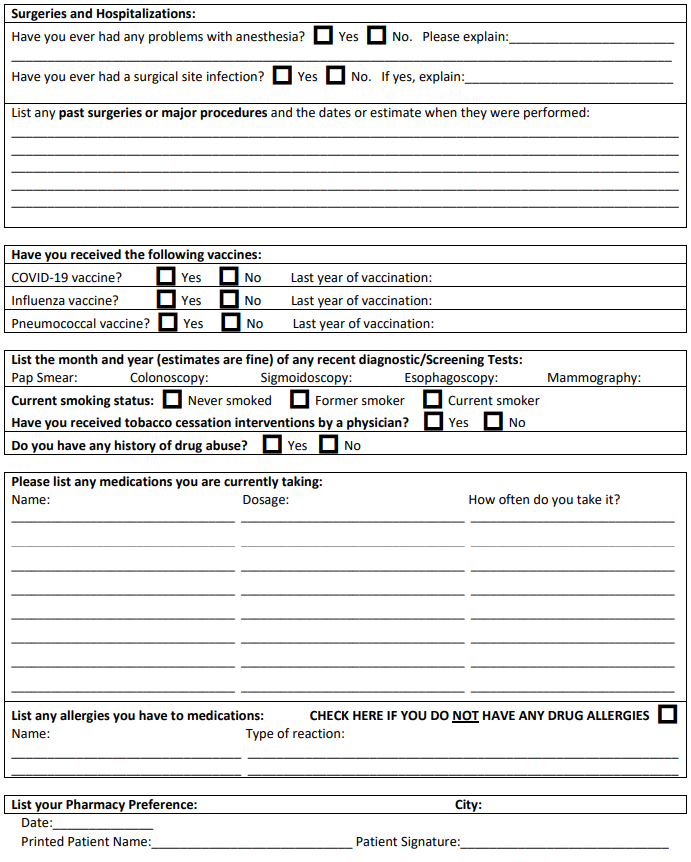 Surgeries and Hospitalizations:
Have you ever had any problems with anesthesia? Yes No. Please explain:
Have you ever had a surgical site infection? Yes No. If yes, explain:
List any past surgeries or major procedures and the dates or estimate when they were performed:
Have you received the following vaccines:
COVID-19 vaccine? Yes No Last year of vaccination:
Influenza vaccine? Yes No Last year of vaccination:
Pneumococcal vaccine? Yes No Last year of vaccination:
List the month and year (estimates are fine) of any recent diagnostic/Screening Tests:
Pap Smear: Colonoscopy: Sigmoidoscopy: Esophagoscopy: Mammography:
Current smoking status: Never smoked Former smoker Current smoker
Have you received tobacco cessation interventions by a physician? Yes No
Do you have any history of drug abuse? Yes No
Please list any medications you are currently taking:
Name: Dosage: How often do you take it?
List any allergies you have to medications: CHECK HERE IF YOU DO NOT HAVE ANY DRUG ALLERGIES
Name: Type of reaction:
List your Pharmacy Preference: City:
Date:
Printed Patient Name: Patient Signature: